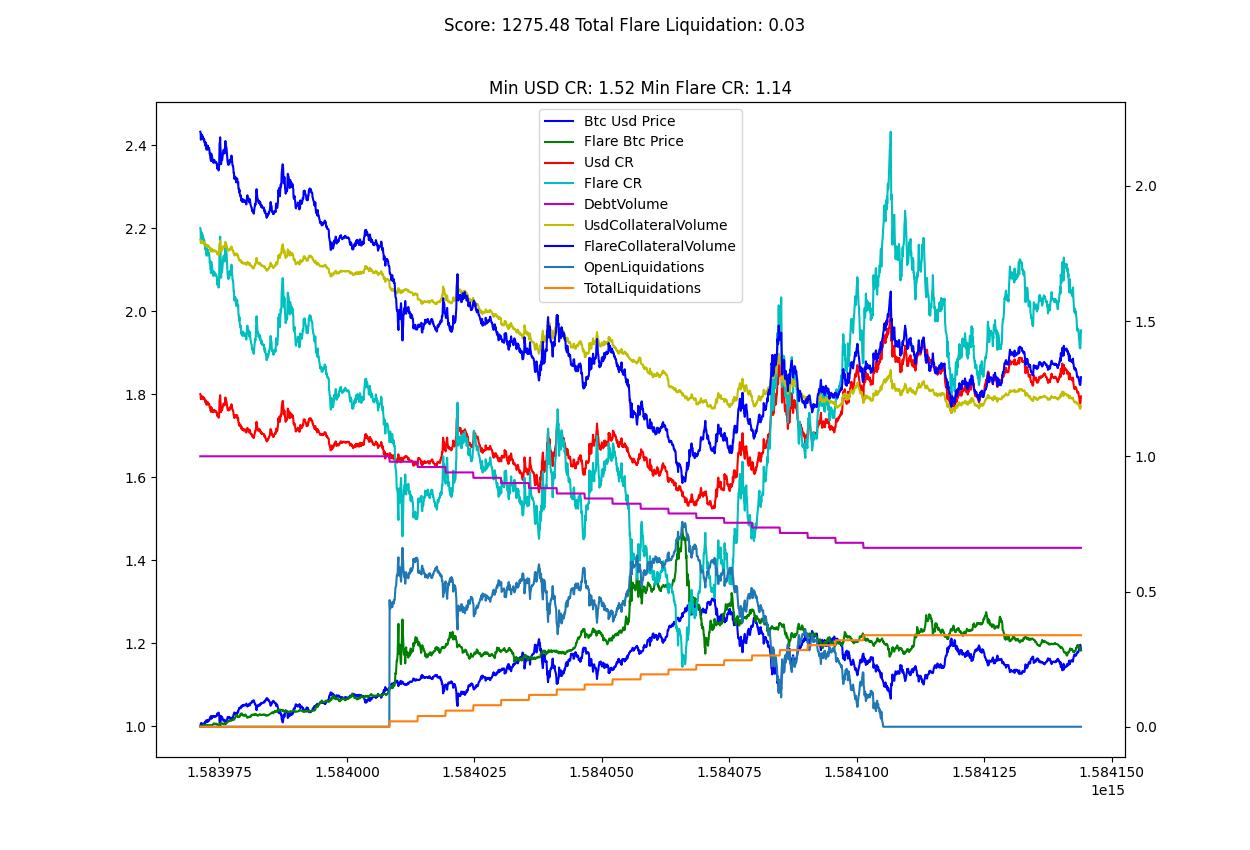 Score: 1275.48 Total Flare Liquidation: 0.03
Min USD CR: 1.52 Min Flare CR: 1.14
Btc Usd Price
Flare Btc Price
Usd CR
Flare CR
DebtVolume
UsdCollateralVolume
FlareCollateralVolume
OpenLiquidations
TotalLiquidations
2.4
2.2
2.0
1.8
1.6
1.4
1.2
1.0
2.0
1.5
1.0
0.5
0.0
1.583975 1.584000 1.584025 1.584050 1.584075 1.584100 1.584125 1.584150
1e15